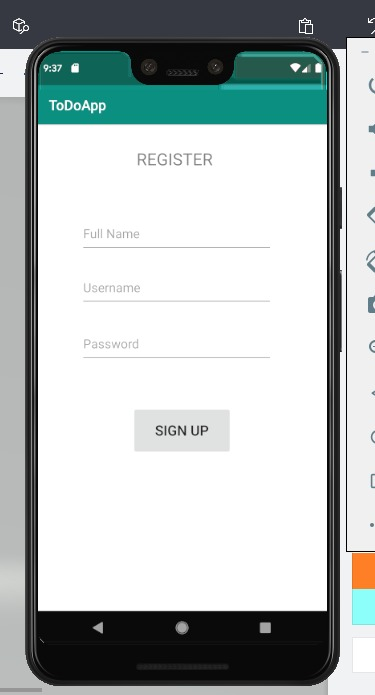 9:37
ToDoApp
REGISTER
Full Name
Username
Password
SIGN UP